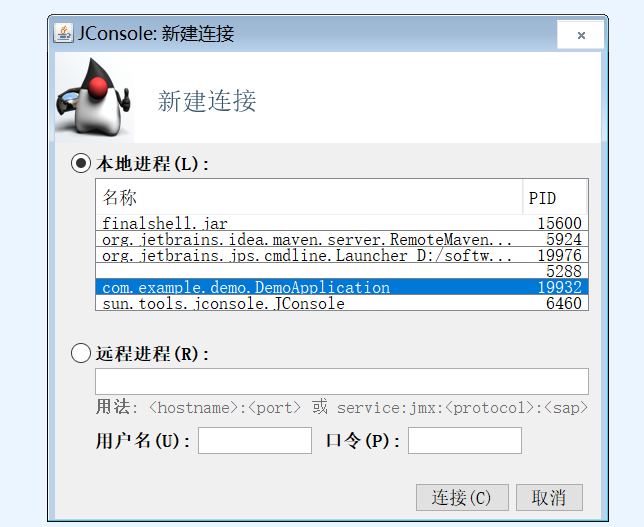 JConsole: 新建连接
新建连接
本地进程(L):
名称 PID
finalshell.jar 15600
org.jetbrains.idea.maven.server.RemoteMaven... 5924
org.jetbrains.jps.cmdline.Launcher D:/softw... 19976
5288
com.example.demo.DemoApplication 19932
sun.tools.jconsole.JConsole 6460
远程进程(R):
用法: <hostname>:<port> 或 service:jmx:<protocol>:<sap>
用户名(U): 口令(P):
连接(C) 取消